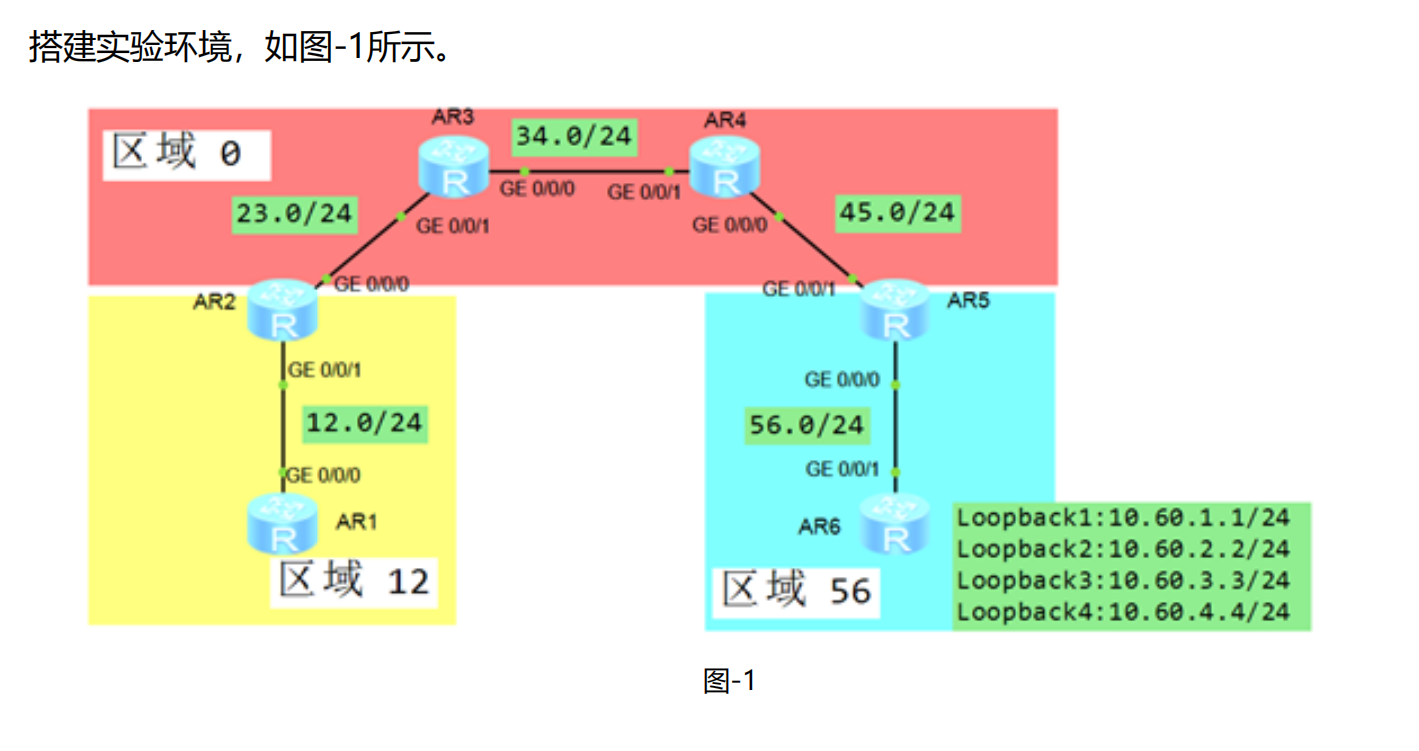 搭建实验环境，如图-1所示。
AR3
AR4
区域 0
34.0/24
GE 0/0/0
GE 0/0/1
23.0/24
GE 0/0/1
GE 0/0/0
45.0/24
GE 0/0/0
GE 0/0/1
AR2
AR5
GE 0/0/1
GE 0/0/0
12.0/24
56.0/24
GE 0/0/0
GE 0/0/1
AR1
AR6
Loopback1:10.60.1.1/24
Loopback2:10.60.2.2/24
Loopback3:10.60.3.3/24
Loopback4:10.60.4.4/24
区域 12
区域 56
R
R
R
R
R
R
图-1